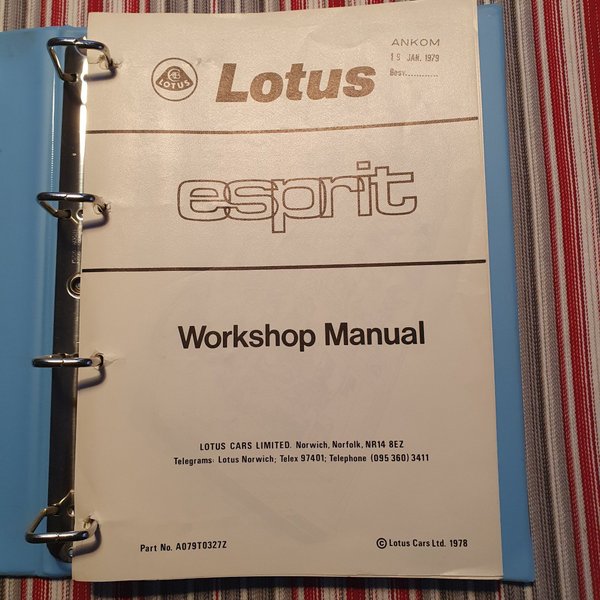 ANKOM
19 JAN. 1979
Besv............
LOTUS
Lotus
esprit
Workshop Manual
LOTUS CARS LIMITED. Norwich, Norfolk, NR14 8EZ
Telegrams: Lotus Norwich; Telex 97401; Telephone (095 360) 3411
Part No. A079T0327Z
© Lotus Cars Ltd. 1978